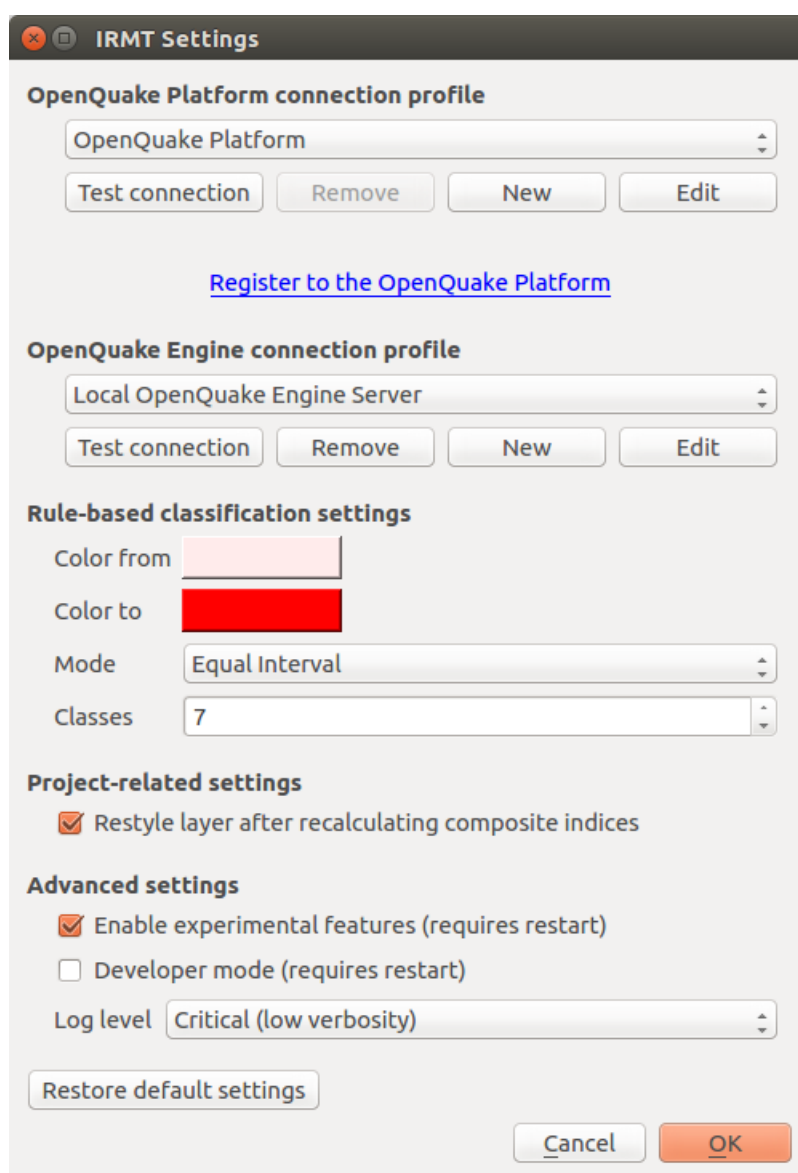 IRMT Settings
OpenQuake Platform connection profile
OpenQuake Platform
Test connection Remove New Edit
Register to the OpenQuake Platform
OpenQuake Engine connection profile
Local OpenQuake Engine Server
Test connection Remove New Edit
Rule-based classification settings
Color from
Color to
Mode Equal Interval
Classes 7
Project-related settings
Restyle layer after recalculating composite indices
Advanced settings
Enable experimental features (requires restart)
Developer mode (requires restart)
Log level Critical (low verbosity)
Restore default settings
Cancel OK